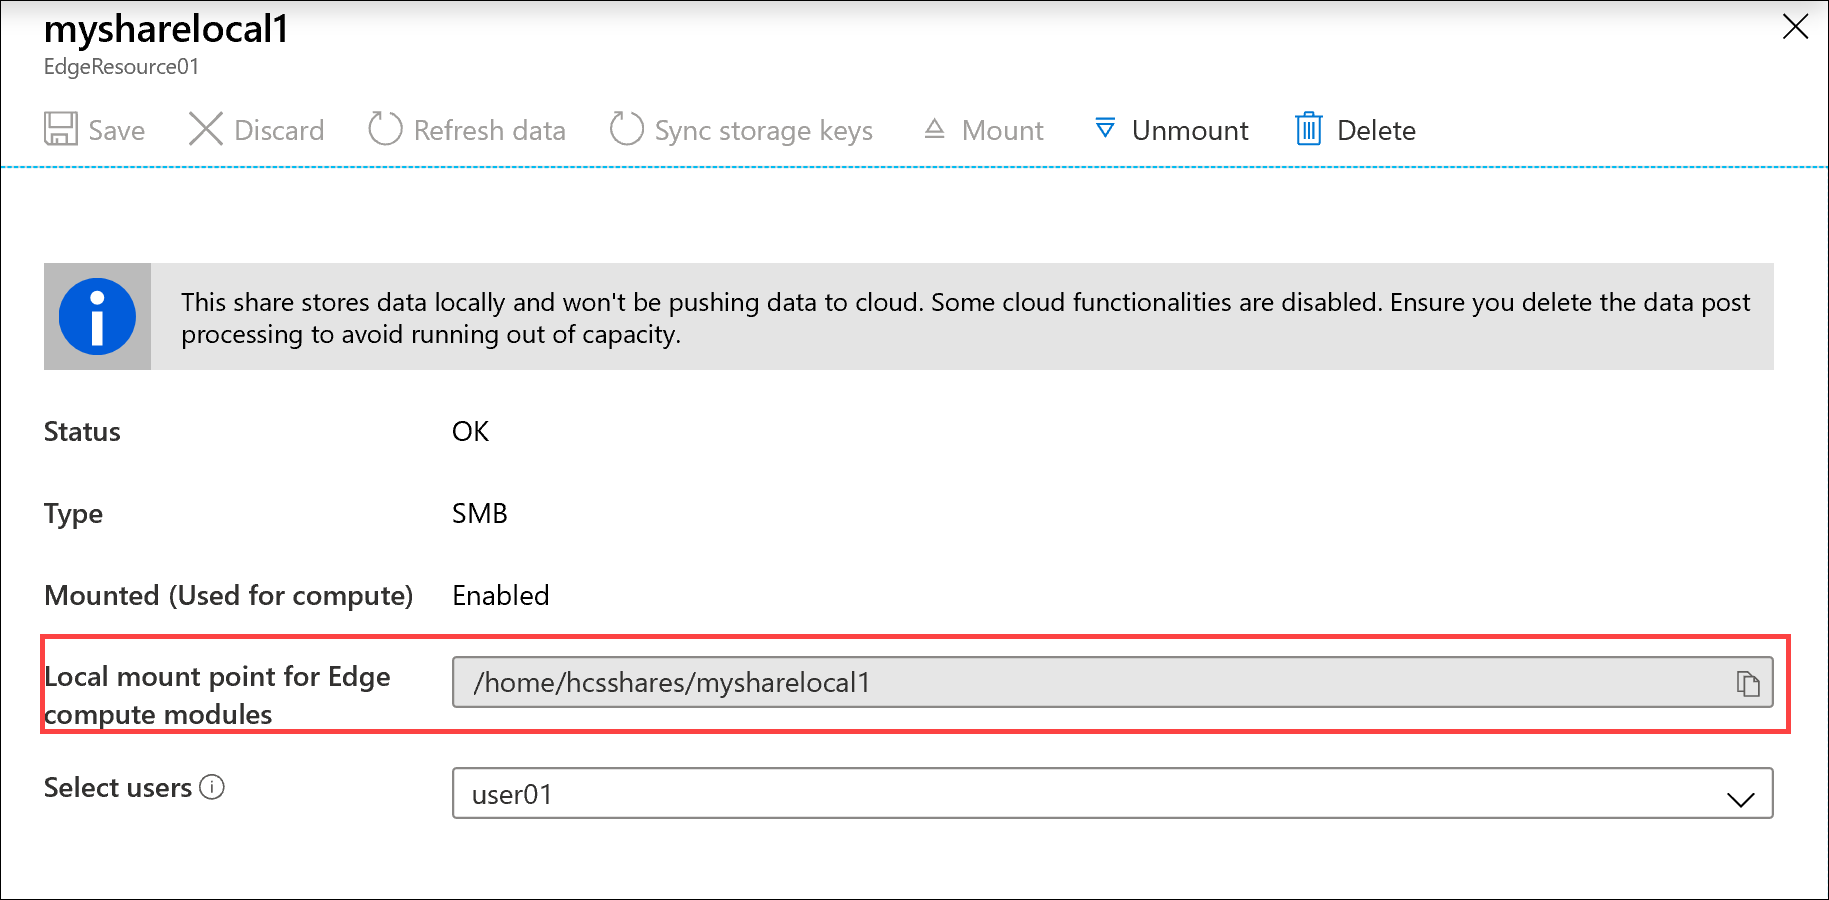 mysharelocal1
EdgeResource01
Save Discard Refresh data Sync storage keys Mount Unmount Delete
This share stores data locally and won't be pushing data to cloud. Some cloud functionalities are disabled. Ensure you delete the data post
processing to avoid running out of capacity.
Status OK
Type SMB
Mounted (Used for compute) Enabled
Local mount point for Edge
compute modules
/home/hcsshares/mysharelocal1
Select users user01